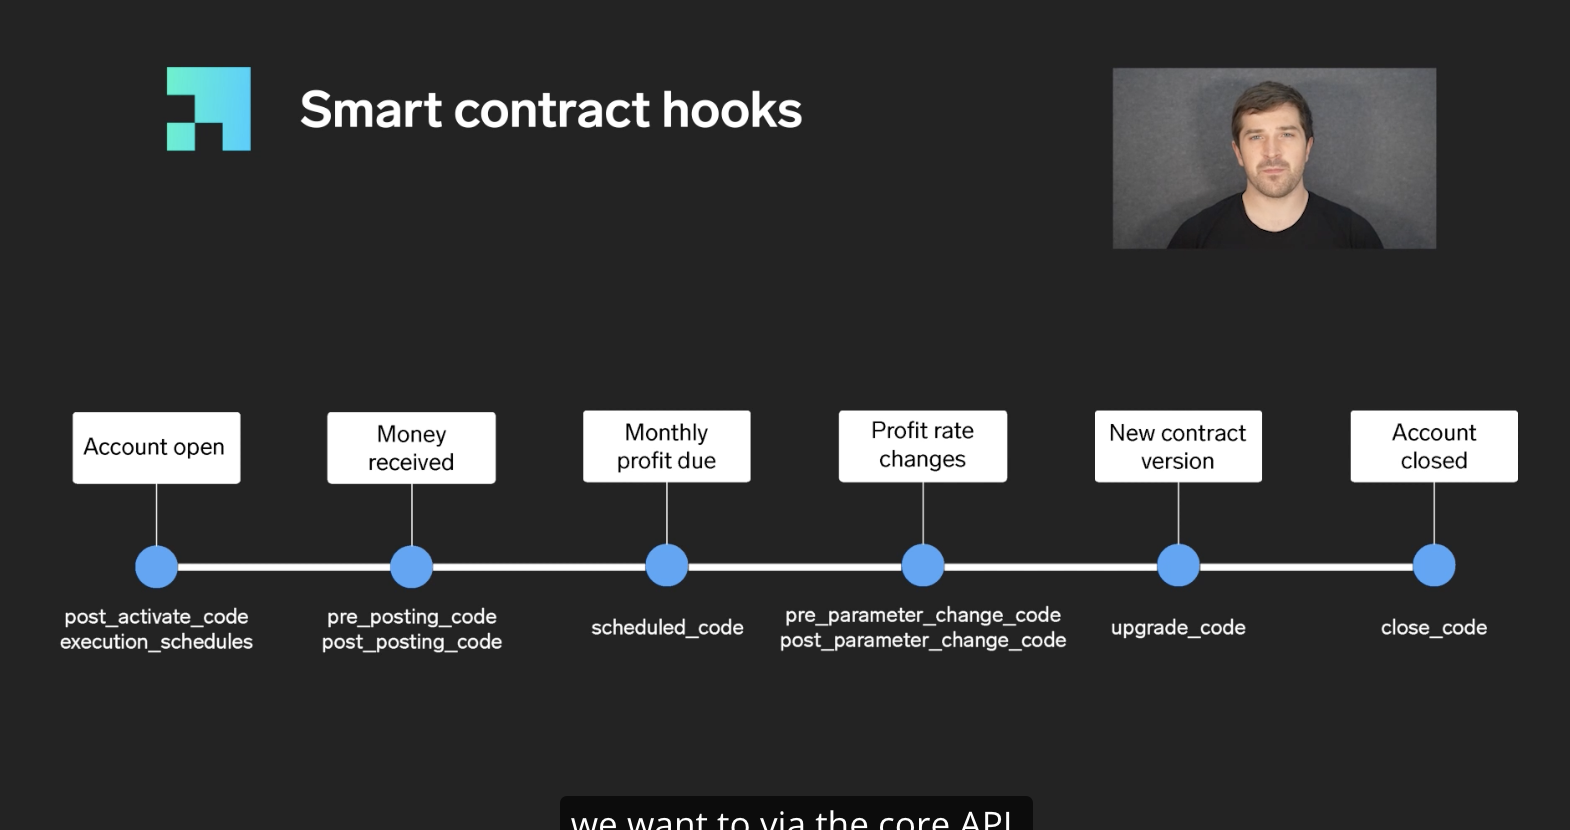 Smart contract hooks
Account open
Money
received
Monthly
profit due
Profit rate
changes
New contract
version
Account
closed
post_activate_code
execution_schedules
pre_posting_code
post_posting_code
scheduled_code
pre_parameter_change_code
post_parameter_change_code
upgrade_code
close_code
we want to via the core API